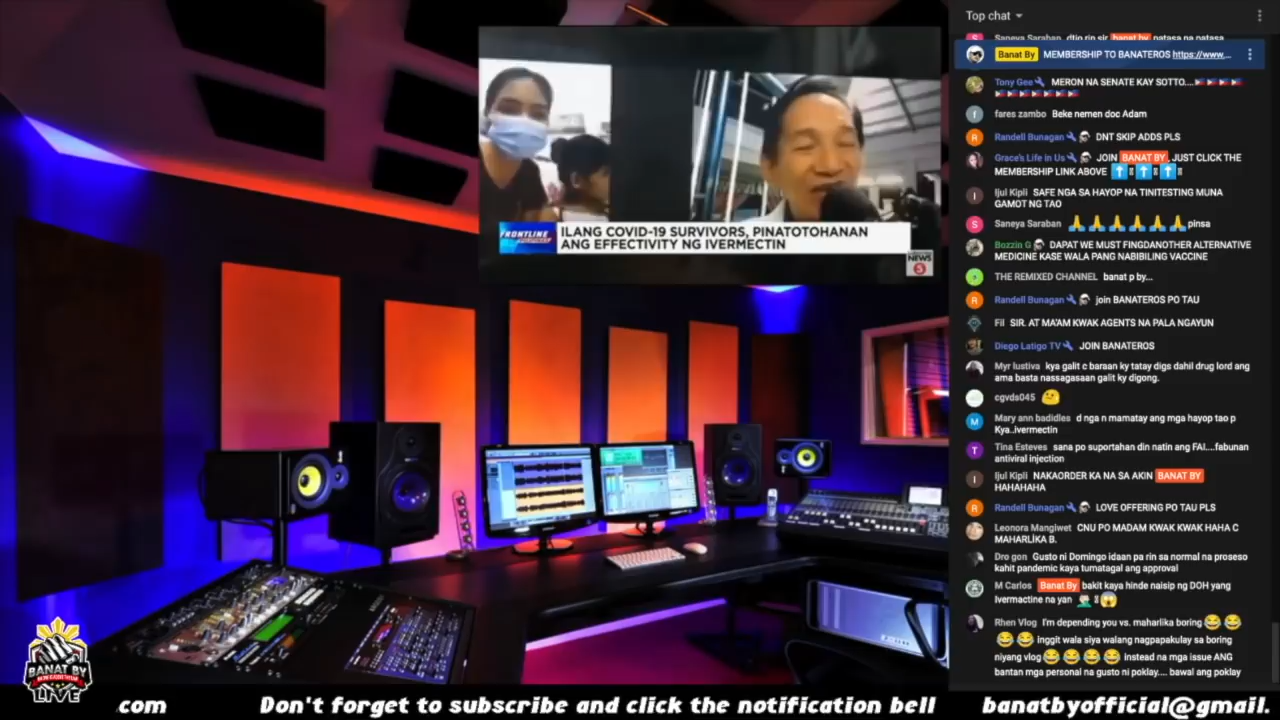 Top chat
Saneya Saraban dtip rin sir banat by patasa na patasa
Banat By MEMBERSHIP TO BANATEROS https://www...
Tony Gee MERON NA SENATE KAY SOTTO....
fares zambo Beke nemen doc Adam
Randell Bunagan DNT SKIP ADDS PLS
Grace's Life in Us JOIN BANAT BY, JUST CLICK THE
MEMBERSHIP LINK ABOVE
Ijul Kipli SAFE NGA SA HAYOP NA TINITESTING MUNA
GAMOT NG TAO
Saneya Saraban pinsa
Bozzin G DAPAT WE MUST FINGDANOTHER ALTERNATIVE
MEDICINE KASE WALA PANG NABIBILING VACCINE
THE REMIXED CHANNEL banat p by...
Randell Bunagan join BANATEROS PO TAU
Fil SIR. AT MA'AM KWAK AGENTS NA PALA NGAYUN
Diego Latigo TV JOIN BANATEROS
Myr lustiva kya galit c baraan ky tatay digs dahil drug lord ang
ama basta nassagasaan galit ky digong.
cgvds045
Mary ann badidles d nga n mamatay ang mga hayop tao p
Kya..ivermectin
Tina Esteves sana po suportahan din natin ang FAI....fabunan
antiviral injection
Ijul Kipli NAKAORDER KA NA SA AKIN BANAT BY
HAHAHAHA
Randell Bunagan LOVE OFFERING PO TAU PLS
Leonora Mangiwet CNU PO MADAM KWAK KWAK HAHA C
MAHARLIKA B.
Dro gon Gusto ni Domingo idaan pa rin sa normal na proseso
kahit pandemic kaya tumatagal ang approval
M Carlos Banat By bakit kaya hinde naisip ng DOH yang
Ivermactine na yan
Rhen Vlog I'm depending you vs. maharlika boring
inggit wala siya walang nagpapakulay sa boring
niyang vlog instead na mga issue ANG
bantan mga personal na gusto ni poklay.... bawal ang poklay
FRONTLINE
PILIPINAS
ILANG COVID-19 SURVIVORS, PINATOTOHANAN
ANG EFFECTIVITY NG IVERMECTIN
NEWS
5
BANAT BY
LIVE
.com Don't forget to subscribe and click the notification bell banatbyofficial@gmail.